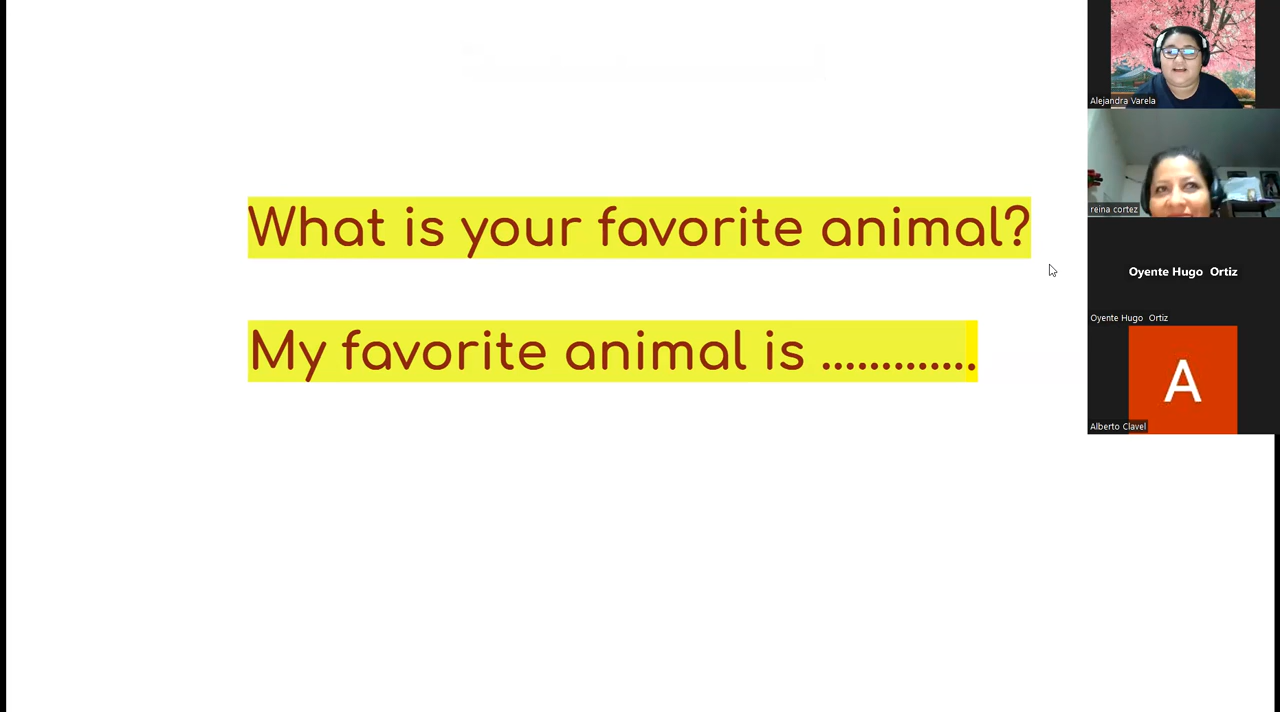 What is your favorite animal?
My favorite animal is .............
Alejandra Varela
reina cortez
Oyente Hugo Ortiz
Oyente Hugo Ortiz
A
Alberto Clavel